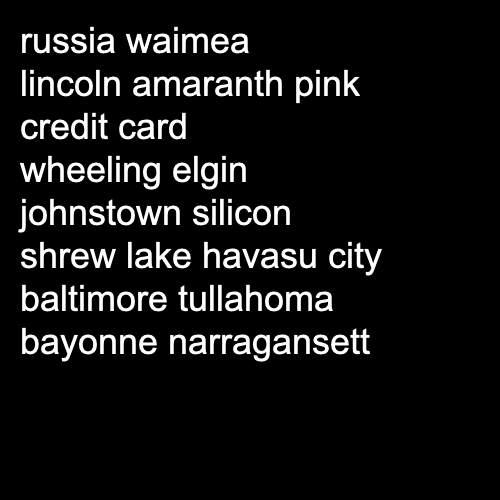 russia waimea
lincoln amaranth pink
credit card
wheeling elgin
johnstown silicon
shrew lake havasu city
baltimore tullahoma
bayonne narragansett